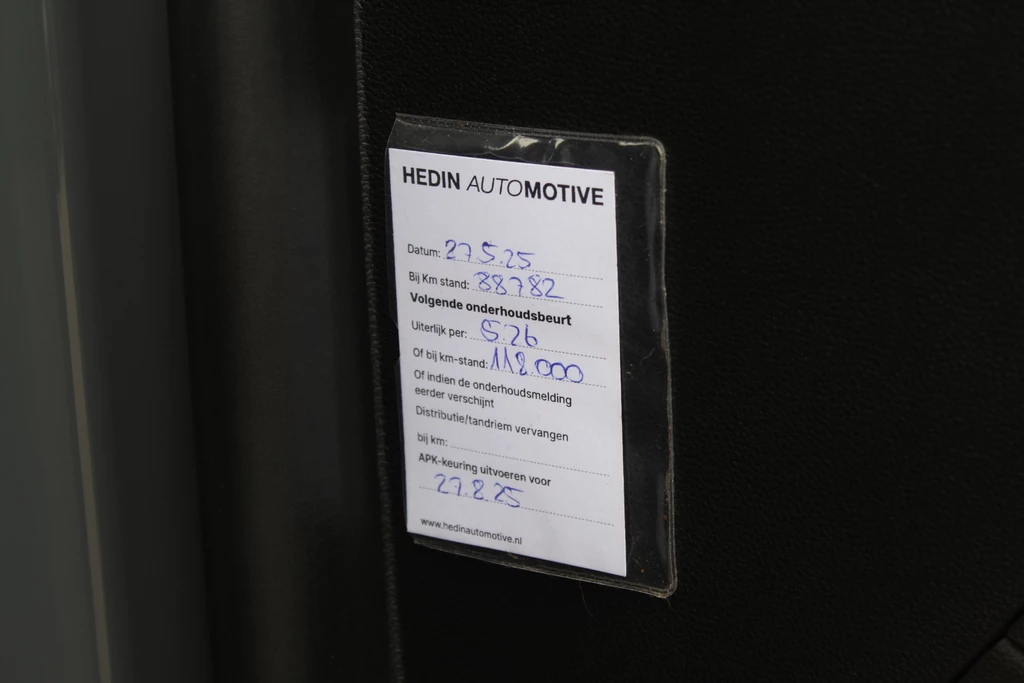 HEDIN AUTOMOTIVE
Datum: 27.5.25
Bij Km stand: 88782
Volgende onderhoudsbeurt
Uiterlijk per: 5.26
Of bij km-stand: 118.000
Of indien de onderhoudsmelding
eerder verschijnt
Distributie/tandriem vervangen
bij km:
APK-keuring uitvoeren voor
27.8.25
www.hedinautomotive.nl